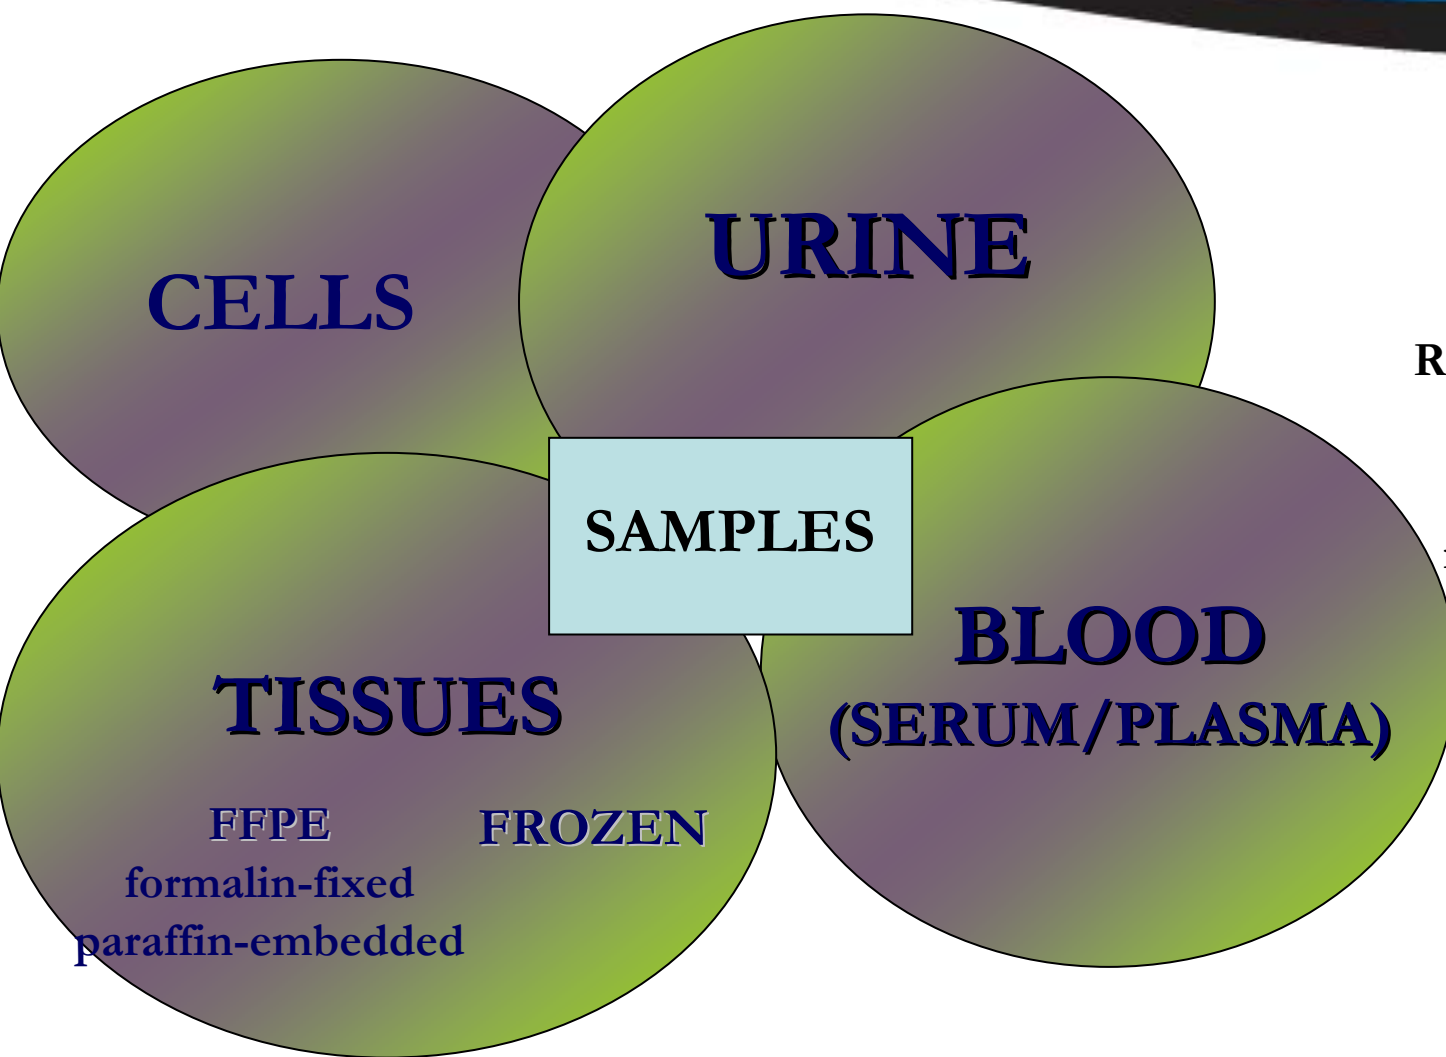 URINE
CELLS
SAMPLES
BLOOD
(SERUM/PLASMA)
TISSUES
FFPE
formalin-fixed
paraffin-embedded
FROZEN
R